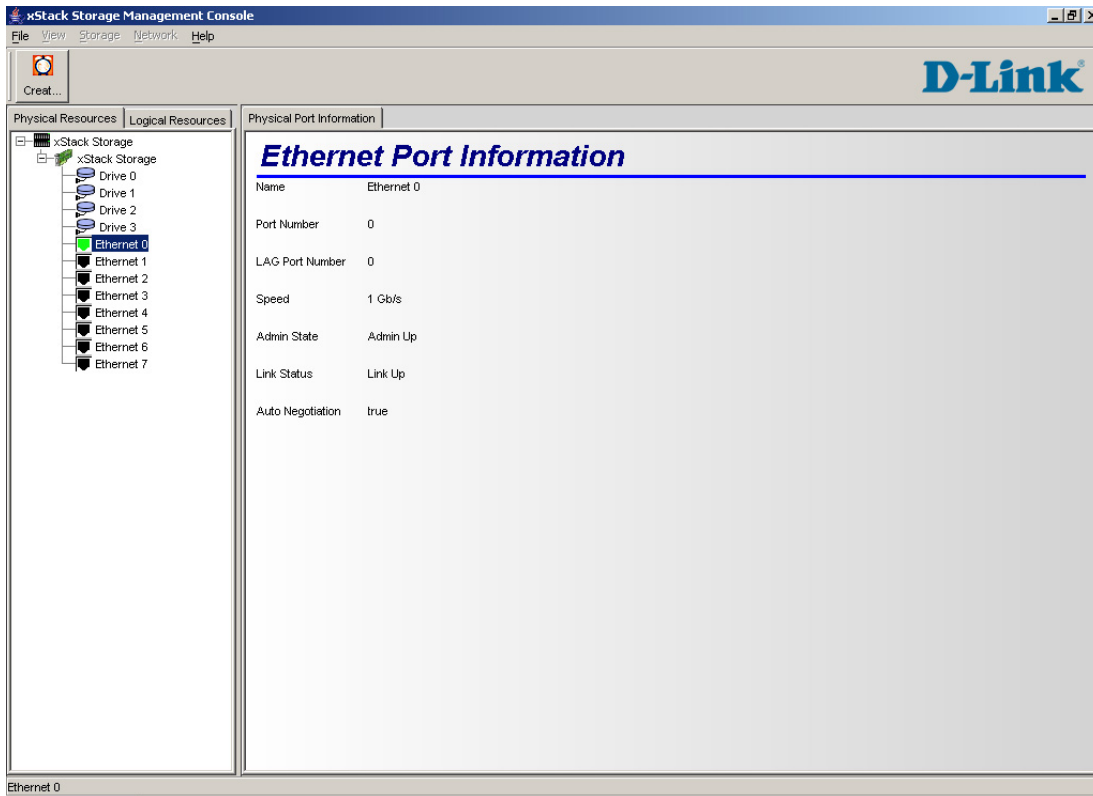 xStack Storage Management Console
File View Storage Network Help
Creat...
D-Link®
Physical Resources Logical Resources
Physical Port Information
xStack Storage
xStack Storage
Drive 0
Drive 1
Drive 2
Drive 3
Ethernet 0
Ethernet 1
Ethernet 2
Ethernet 3
Ethernet 4
Ethernet 5
Ethernet 6
Ethernet 7
Ethernet Port Information
Name Ethernet 0
Port Number 0
LAG Port Number 0
Speed 1 Gb/s
Admin State Admin Up
Link Status Link Up
Auto Negotiation true
Ethernet 0